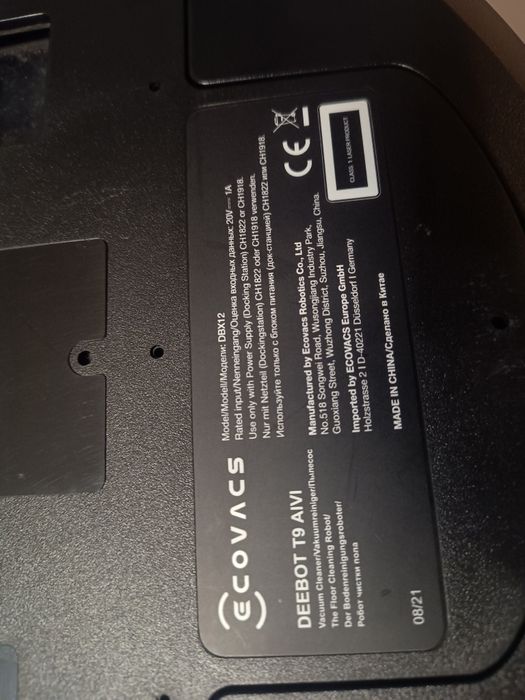 ECOVACS
DEEBOT T9 AIVI
Vacuum Cleaner/Vakuumreiniger/Пылесос
The Floor Cleaning Robot/
Der Bodenreinigungsroboter/
Робот чистки пола
08/21
Model/Modell/Модели: DBX12
Rated input/Nenneingang/Оценка входных данных: 20V⎓ 1A
Use only with Power Supply (Docking Station) CH1822 or CH1918.
Nur mit Netzteil (Dockingstation) CH1822 oder CH1918 verwenden.
Используйте только с блоком питания (док-станцией) CH1822 или CH1918.
Manufactured by Ecovacs Robotics Co., Ltd
No.518 Songwei Road, Wusongjiang Industry Park,
Guoxiang Street, Wuzhong District, Suzhou, Jiangsu, China.
Imported by ECOVACS Europe GmbH
Holzstrasse 2 I D-40221 Düsseldorf I Germany
MADE IN CHINA/Сделано в Китае
CE
CLASS 1 LASER PRODUCT